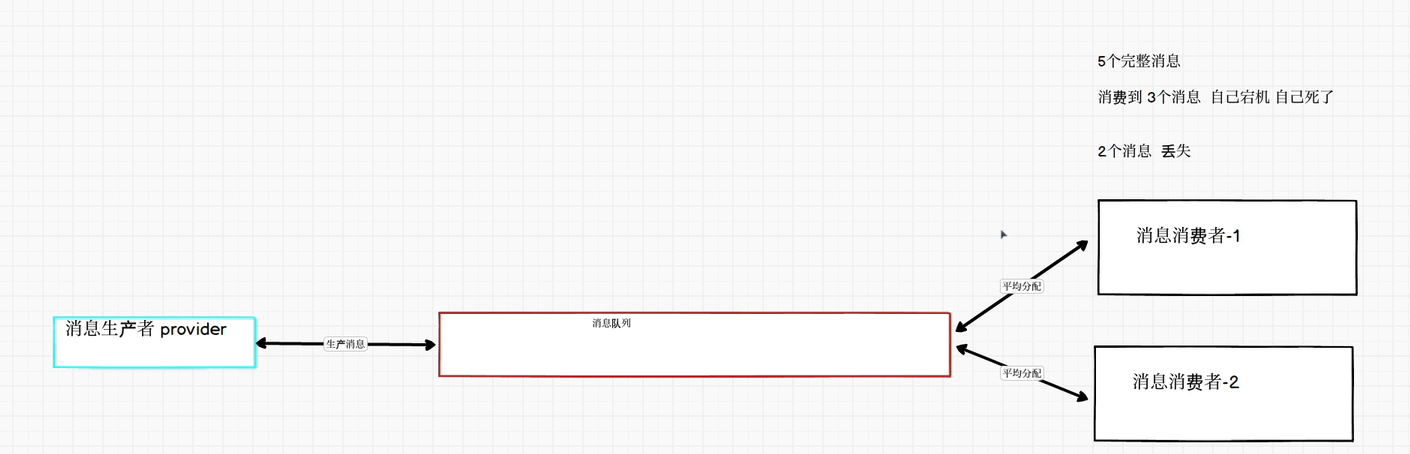 5个完整消息
消费到 3个消息 自己宕机 自己死了
2个消息 丢失
消息消费者-1
平均分配
消息生产者 provider
生产消息
消息队列
平均分配
消息消费者-2